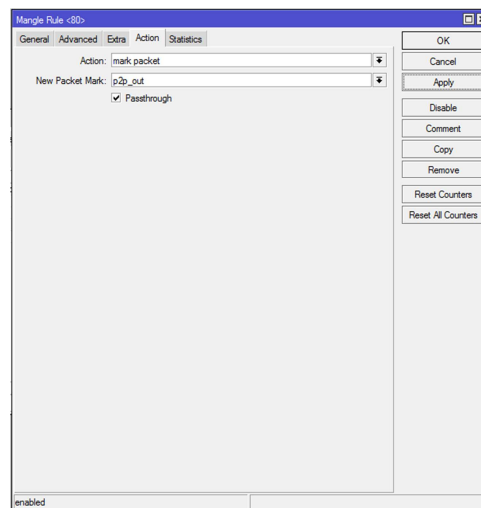 Mangle Rule <80>
General Advanced Extra Action Statistics
Action: mark packet
New Packet Mark: p2p_out
Passthrough
OK
Cancel
Apply
Disable
Comment
Copy
Remove
Reset Counters
Reset All Counters
enabled